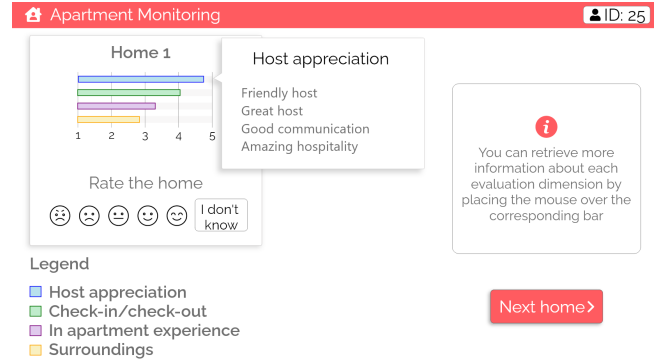 Apartment Monitoring
ID: 25
Home 1
1 2 3 4 5
Host appreciation
Friendly host
Great host
Good communication
Amazing hospitality
Rate the home
I don't
know
You can retrieve more
information about each
evaluation dimension by
placing the mouse over the
corresponding bar
Legend
Host appreciation
Check-in/check-out
In apartment experience
Surroundings
Next home